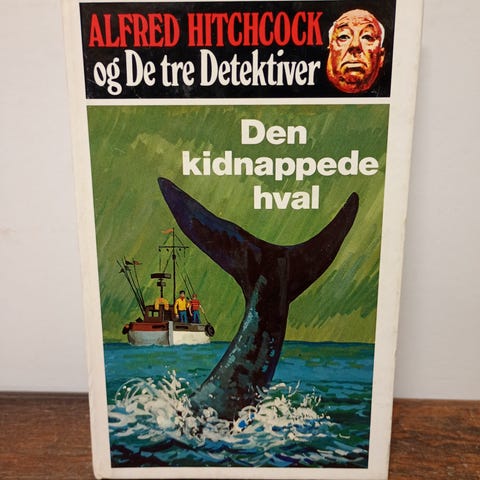 ALFRED HITCHCOCK
og De tre Detektiver
Den
kidnappede
hval